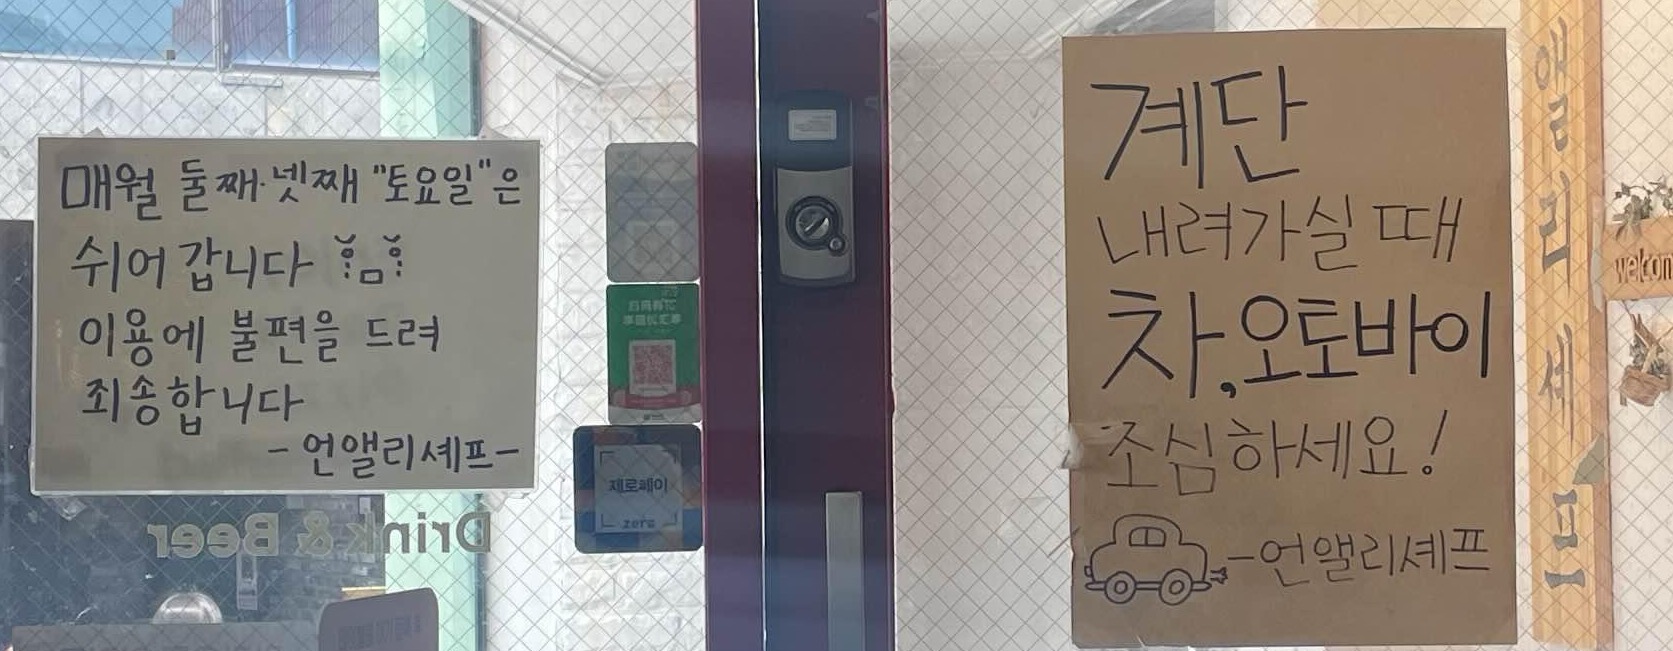 매월 둘째·넷째 "토요일"은
쉬어 갑니다
이용에 불편을 드려
죄송합니다
-언앨리셰프-
Drink & Beer
제로페이
zero
계단
내려가실 때
차,오토바이
조심하세요!
-언앨리셰프
앨리셰프
welcom